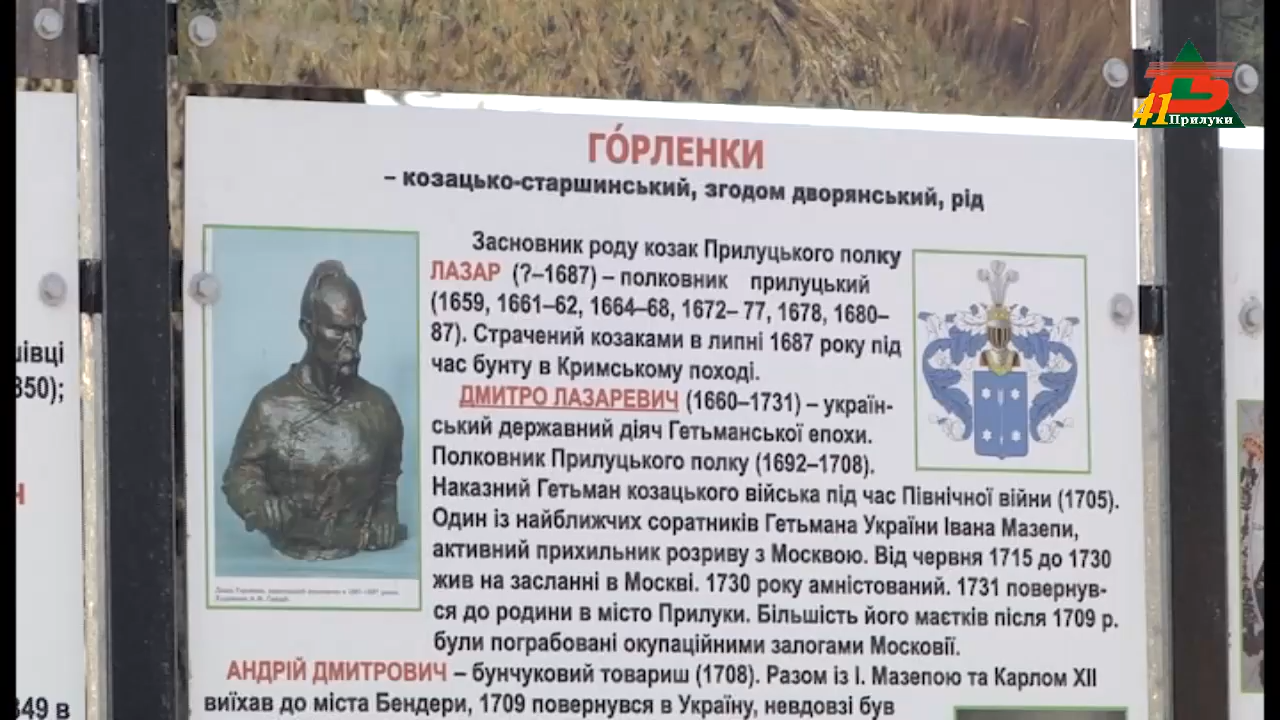 41
Прилуки
ГО́РЛЕНКИ
– козацько-старшинський, згодом дворянський, рід
Засновник роду козак Прилуцького полку
ЛАЗАР (?–1687) – полковник прилуцький
(1659, 1661–62, 1664–68, 1672– 77, 1678, 1680–
87). Страчений козаками в липні 1687 року під
час бунту в Кримському поході.
ДМИТРО ЛАЗАРЕВИЧ (1660–1731) – україн-
ський державний діяч Гетьманської епохи.
Полковник Прилуцького полку (1692–1708).
Наказний Гетьман козацького війська під час Північної війни (1705).
Один із найближчих соратників Гетьмана України Івана Мазепи,
активний прихильник розриву з Москвою. Від червня 1715 до 1730
жив на засланні в Москві. 1730 року амністований. 1731 повернув-
ся до родини в місто Прилуки. Більшість його маєтків після 1709 р.
були пограбовані окупаційними залогами Московії.
АНДРІЙ ДМИТРОВИЧ – бунчуковий товариш (1708). Разом із І. Мазепою та Карлом XII
виїхав до міста Бендери, 1709 повернувся в Україну, невдовзі був
івці
350);
349 в